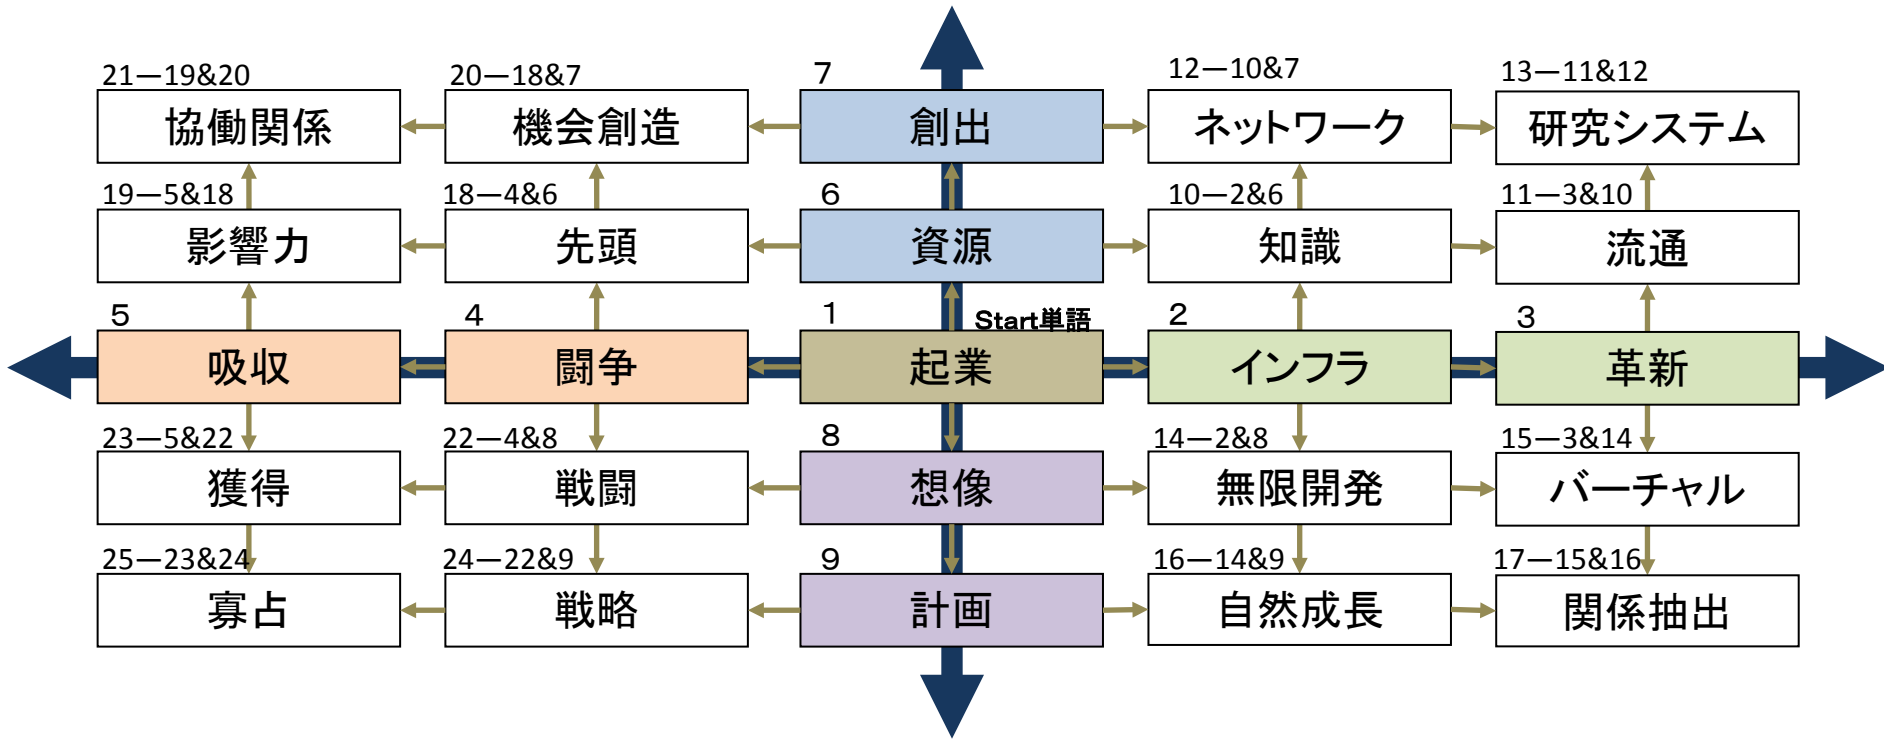 21—19&20
20—18&7
7
12—10&7
13—11&12
協働関係
機会創造
創出
ネットワーク
研究システム
19—5&18
18—4&6
6
10—2&6
11—3&10
影響力
先頭
資源
知識
流通
5
4
1
Start単語
2
3
吸収
闘争
起業
インフラ
革新
23—5&22
22—4&8
8
14—2&8
15—3&14
獲得
戦闘
想像
無限開発
バーチャル
25—23&24
24—22&9
9
16—14&9
17—15&16
寡占
戦略
計画
自然成長
関係抽出